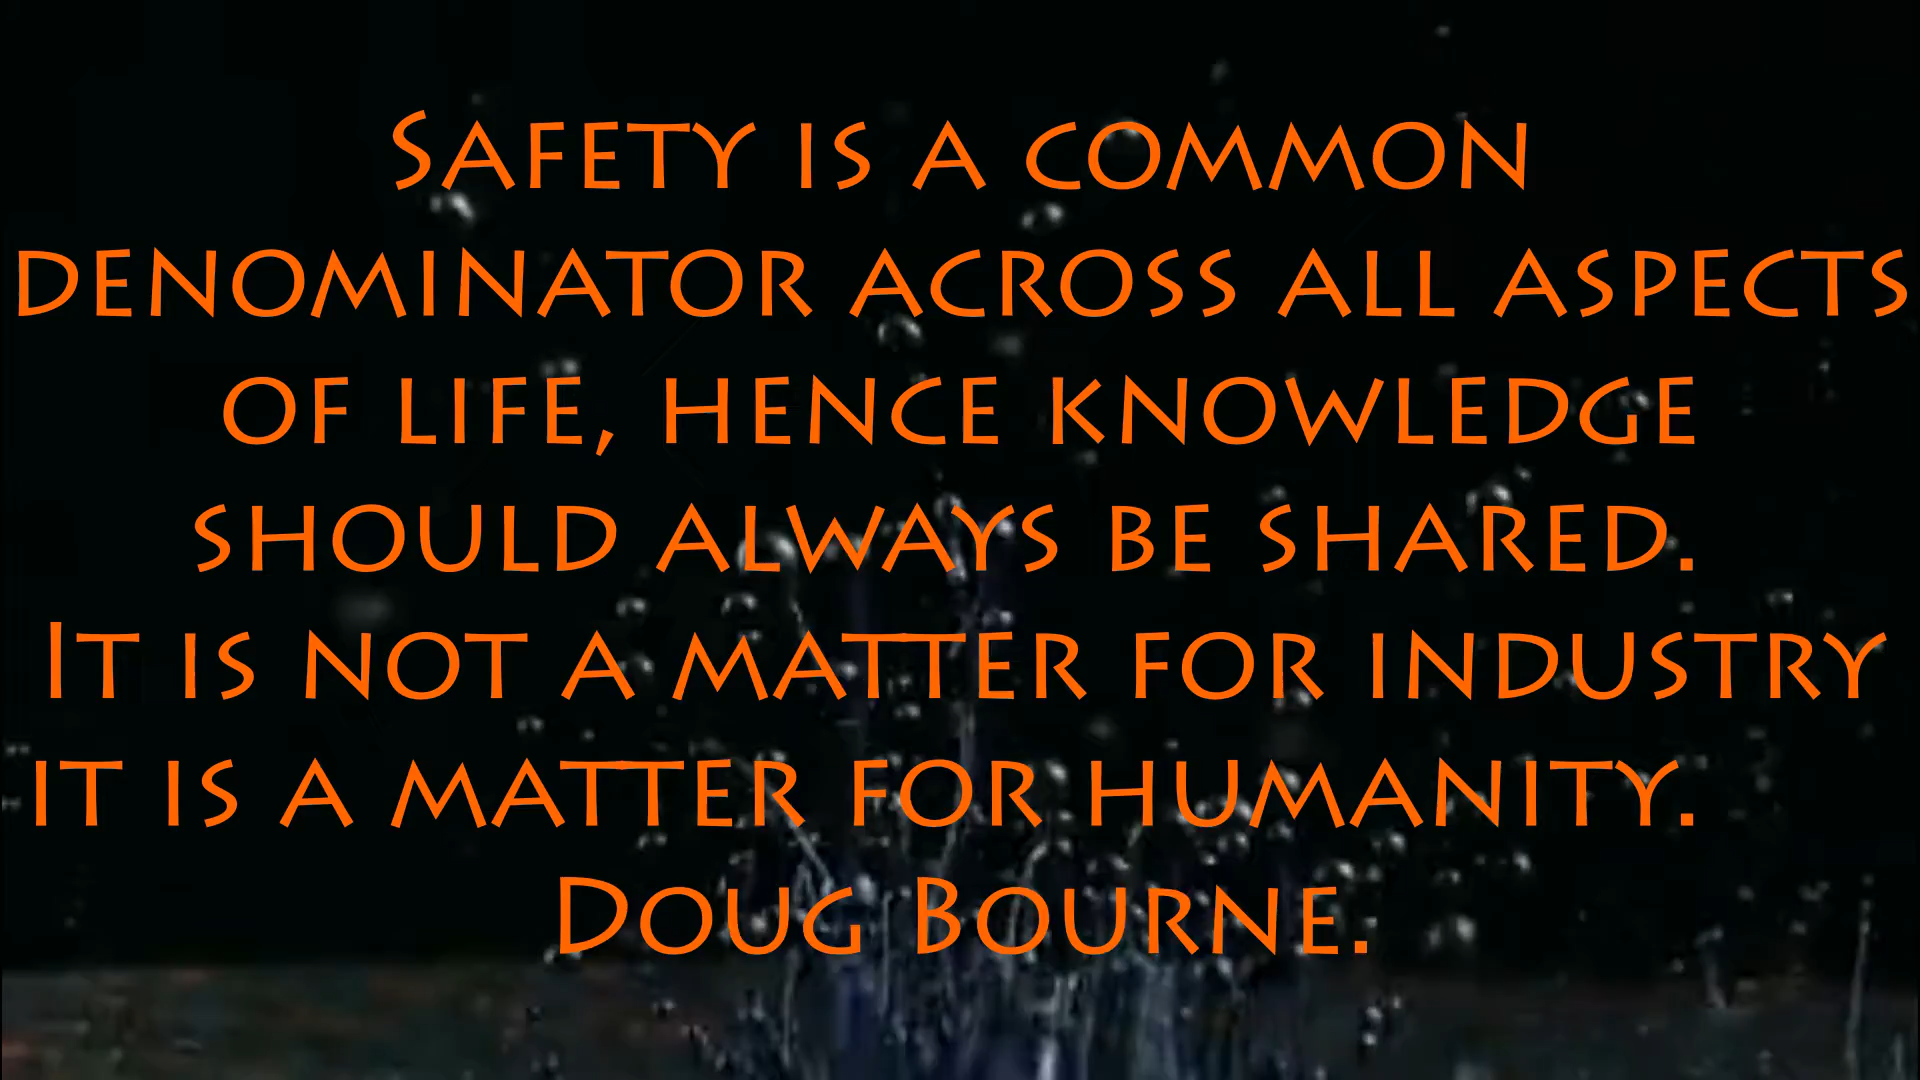 Safety is a common
denominator across all aspects
of life, hence knowledge
should always be shared.
It is not a matter for industry
it is a matter for humanity.
Doug Bourne.